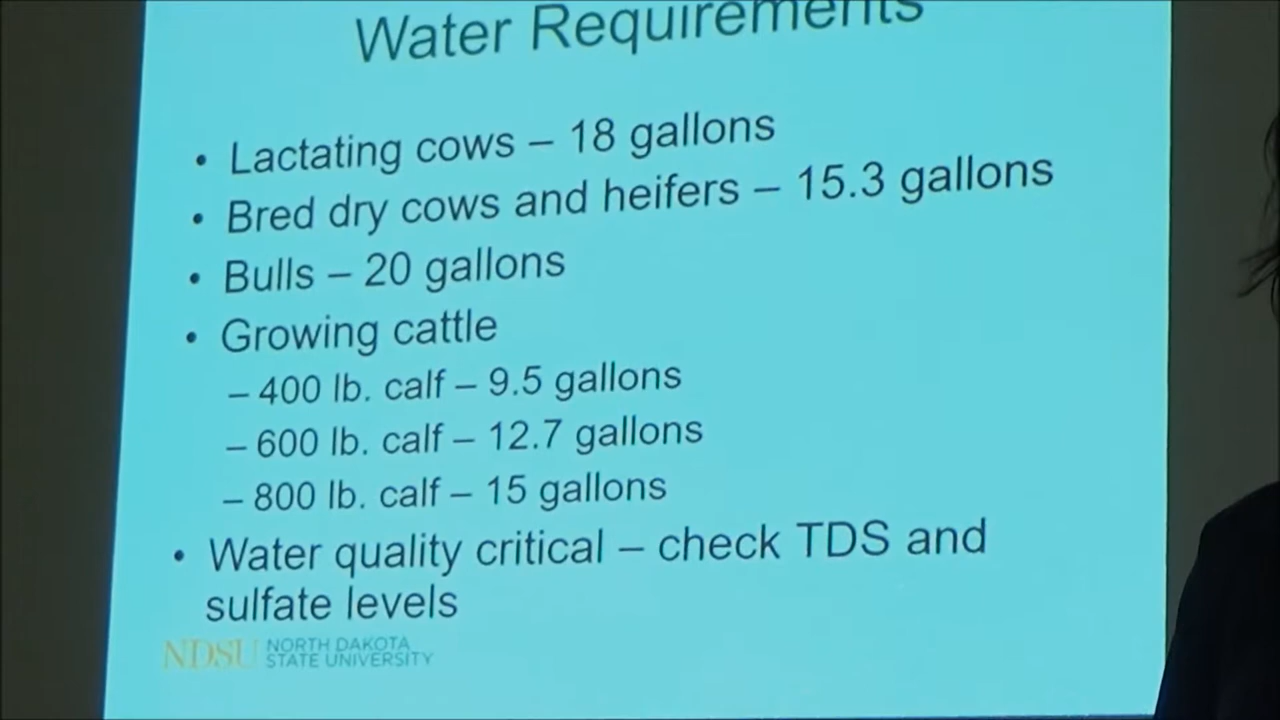 Water Requirements
• Lactating cows – 18 gallons
• Bred dry cows and heifers – 15.3 gallons
• Bulls – 20 gallons
• Growing cattle
– 400 lb. calf – 9.5 gallons
– 600 lb. calf – 12.7 gallons
– 800 lb. calf – 15 gallons
• Water quality critical – check TDS and
sulfate levels
NDSU NORTH DAKOTA
STATE UNIVERSITY